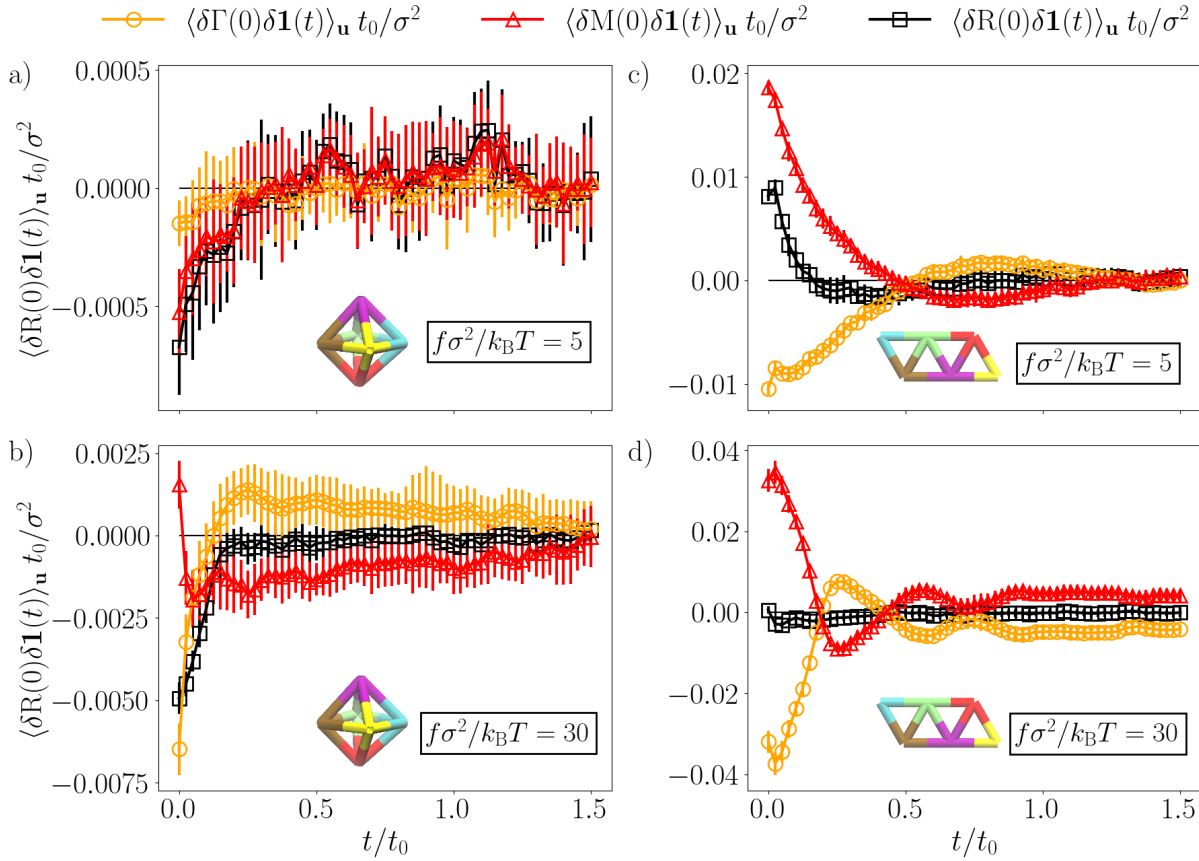 ⟨δΓ(0)δ𝟏(t)⟩ᵤ t₀/σ² ⟨δM(0)δ𝟏(t)⟩ᵤ t₀/σ² ⟨δR(0)δ𝟏(t)⟩ᵤ t₀/σ²
a)
⟨δR(0)δ𝟏(t)⟩ᵤ t₀/σ²
0.0005
0.0000
−0.0005
fσ²/k_BT = 5
c)
0.02
0.01
0.00
−0.01
fσ²/k_BT = 5
b)
⟨δR(0)δ𝟏(t)⟩ᵤ t₀/σ²
0.0025
0.0000
−0.0025
−0.0050
−0.0075
fσ²/k_BT = 30
0.0 0.5 1.0 1.5
t/t₀
d)
0.04
0.02
0.00
−0.02
−0.04
fσ²/k_BT = 30
0.0 0.5 1.0 1.5
t/t₀